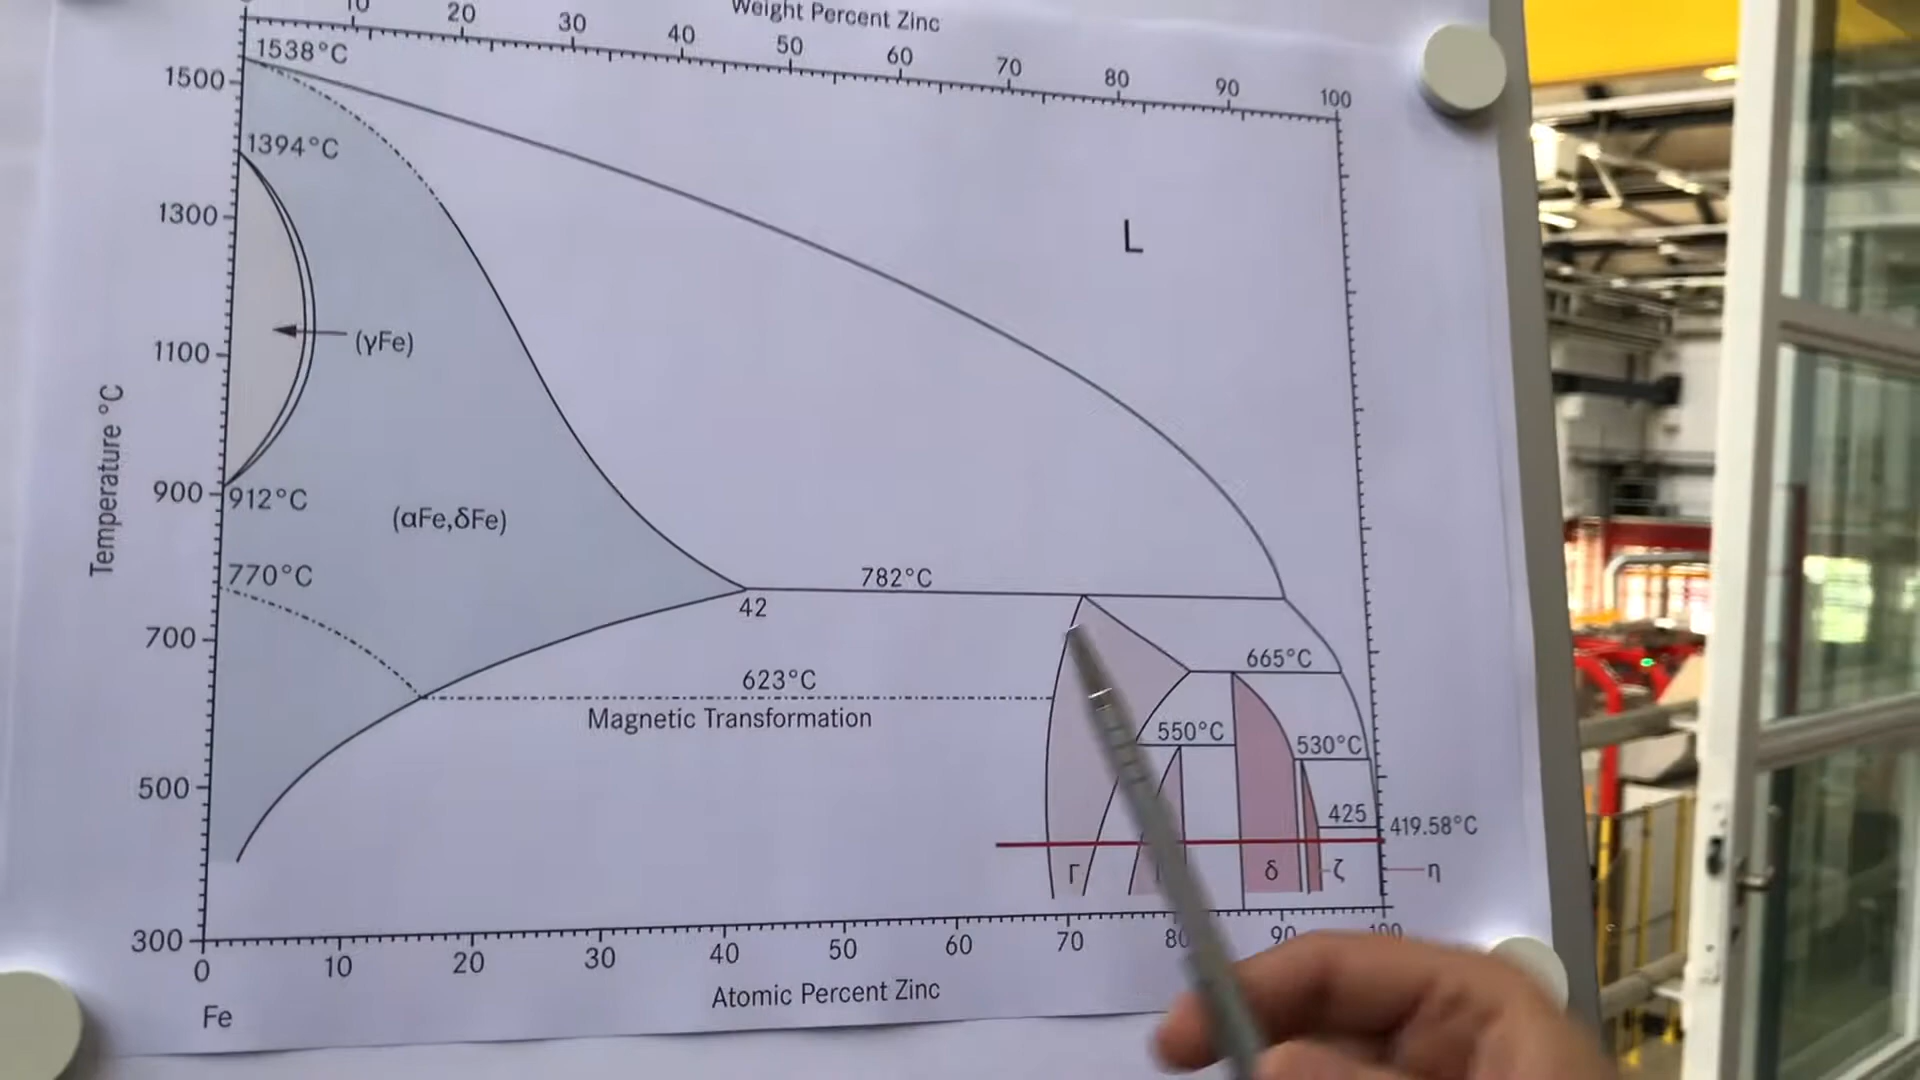 Weight Percent Zinc
10 20 30 40 50 60 70 80 90 100
1538°C
1500
1394°C
1300
L
(γFe)
1100
Temperature °C
900
912°C
(αFe,δFe)
770°C
782°C
42
700
665°C
623°C
Magnetic Transformation
550°C
530°C
500
425
419.58°C
Γ
δ
ζ
η
300
0 10 20 30 40 50 60 70 80 90 100
Atomic Percent Zinc
Fe